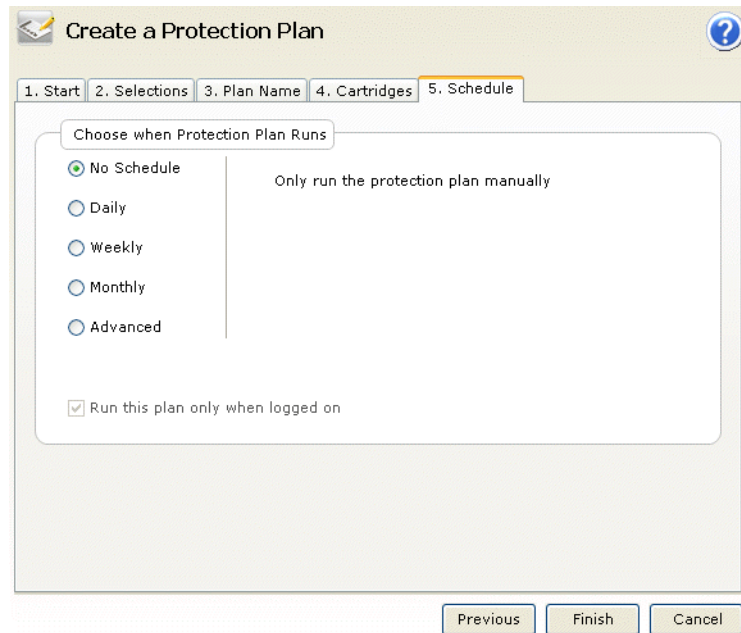 Create a Protection Plan
?
1. Start 2. Selections 3. Plan Name 4. Cartridges 5. Schedule
Choose when Protection Plan Runs
No Schedule
Only run the protection plan manually
Daily
Weekly
Monthly
Advanced
Run this plan only when logged on
Previous Finish Cancel